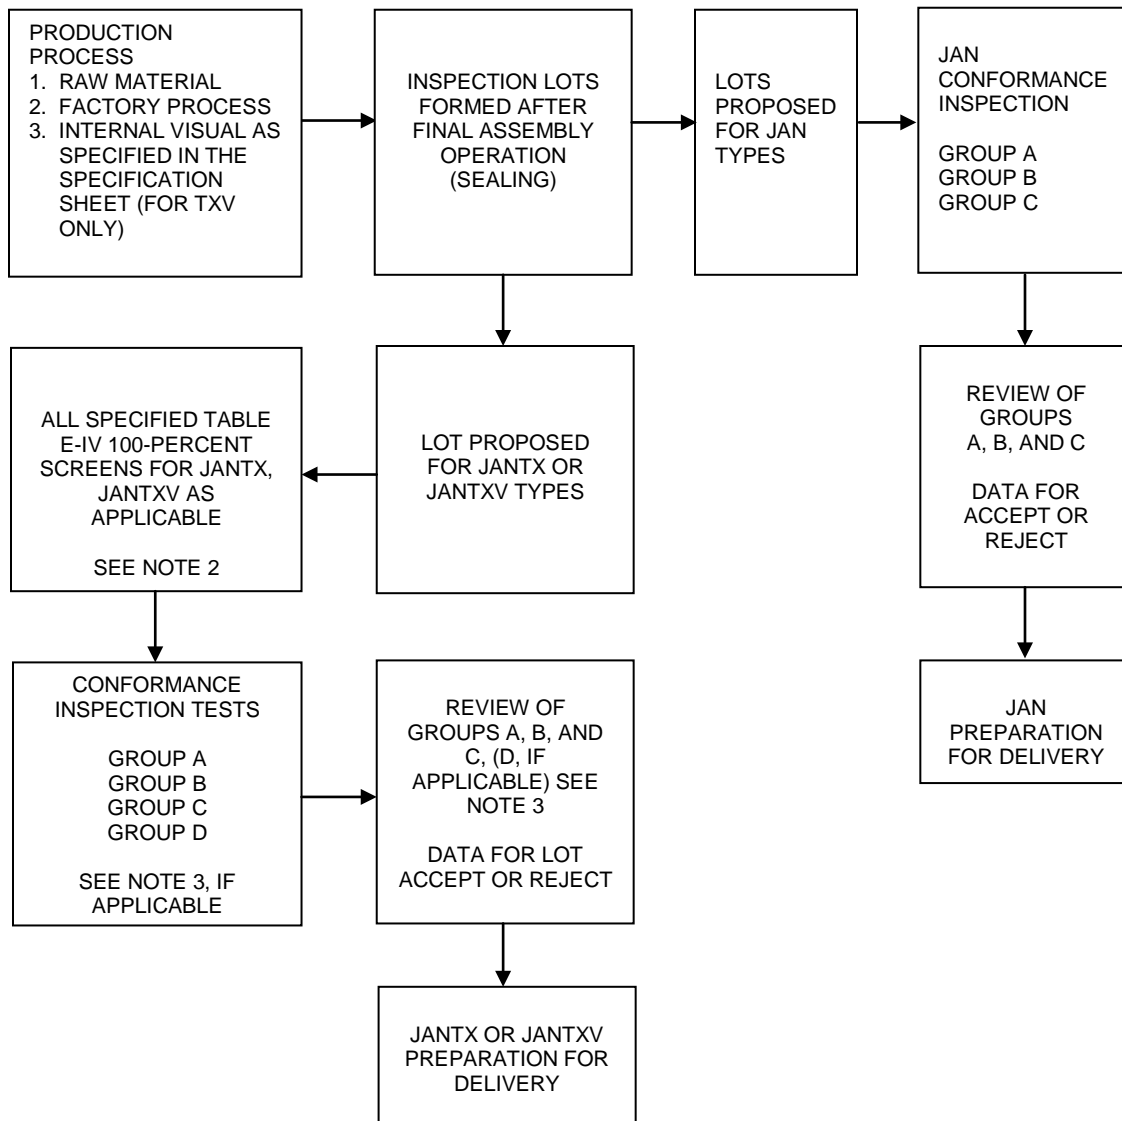 PRODUCTION
PROCESS
1. RAW MATERIAL
2. FACTORY PROCESS
3. INTERNAL VISUAL AS
SPECIFIED IN THE
SPECIFICATION
SHEET (FOR TXV
ONLY)
INSPECTION LOTS
FORMED AFTER
FINAL ASSEMBLY
OPERATION
(SEALING)
LOTS
PROPOSED
FOR JAN
TYPES
JAN
CONFORMANCE
INSPECTION
GROUP A
GROUP B
GROUP C
ALL SPECIFIED TABLE
E-IV 100-PERCENT
SCREENS FOR JANTX,
JANTXV AS
APPLICABLE
SEE NOTE 2
LOT PROPOSED
FOR JANTX OR
JANTXV TYPES
REVIEW OF
GROUPS
A, B, AND C
DATA FOR
ACCEPT OR
REJECT
CONFORMANCE
INSPECTION TESTS
GROUP A
GROUP B
GROUP C
GROUP D
SEE NOTE 3, IF
APPLICABLE
REVIEW OF
GROUPS A, B, AND
C, (D, IF
APPLICABLE) SEE
NOTE 3
DATA FOR LOT
ACCEPT OR REJECT
JAN
PREPARATION
FOR DELIVERY
JANTX OR JANTXV
PREPARATION FOR
DELIVERY